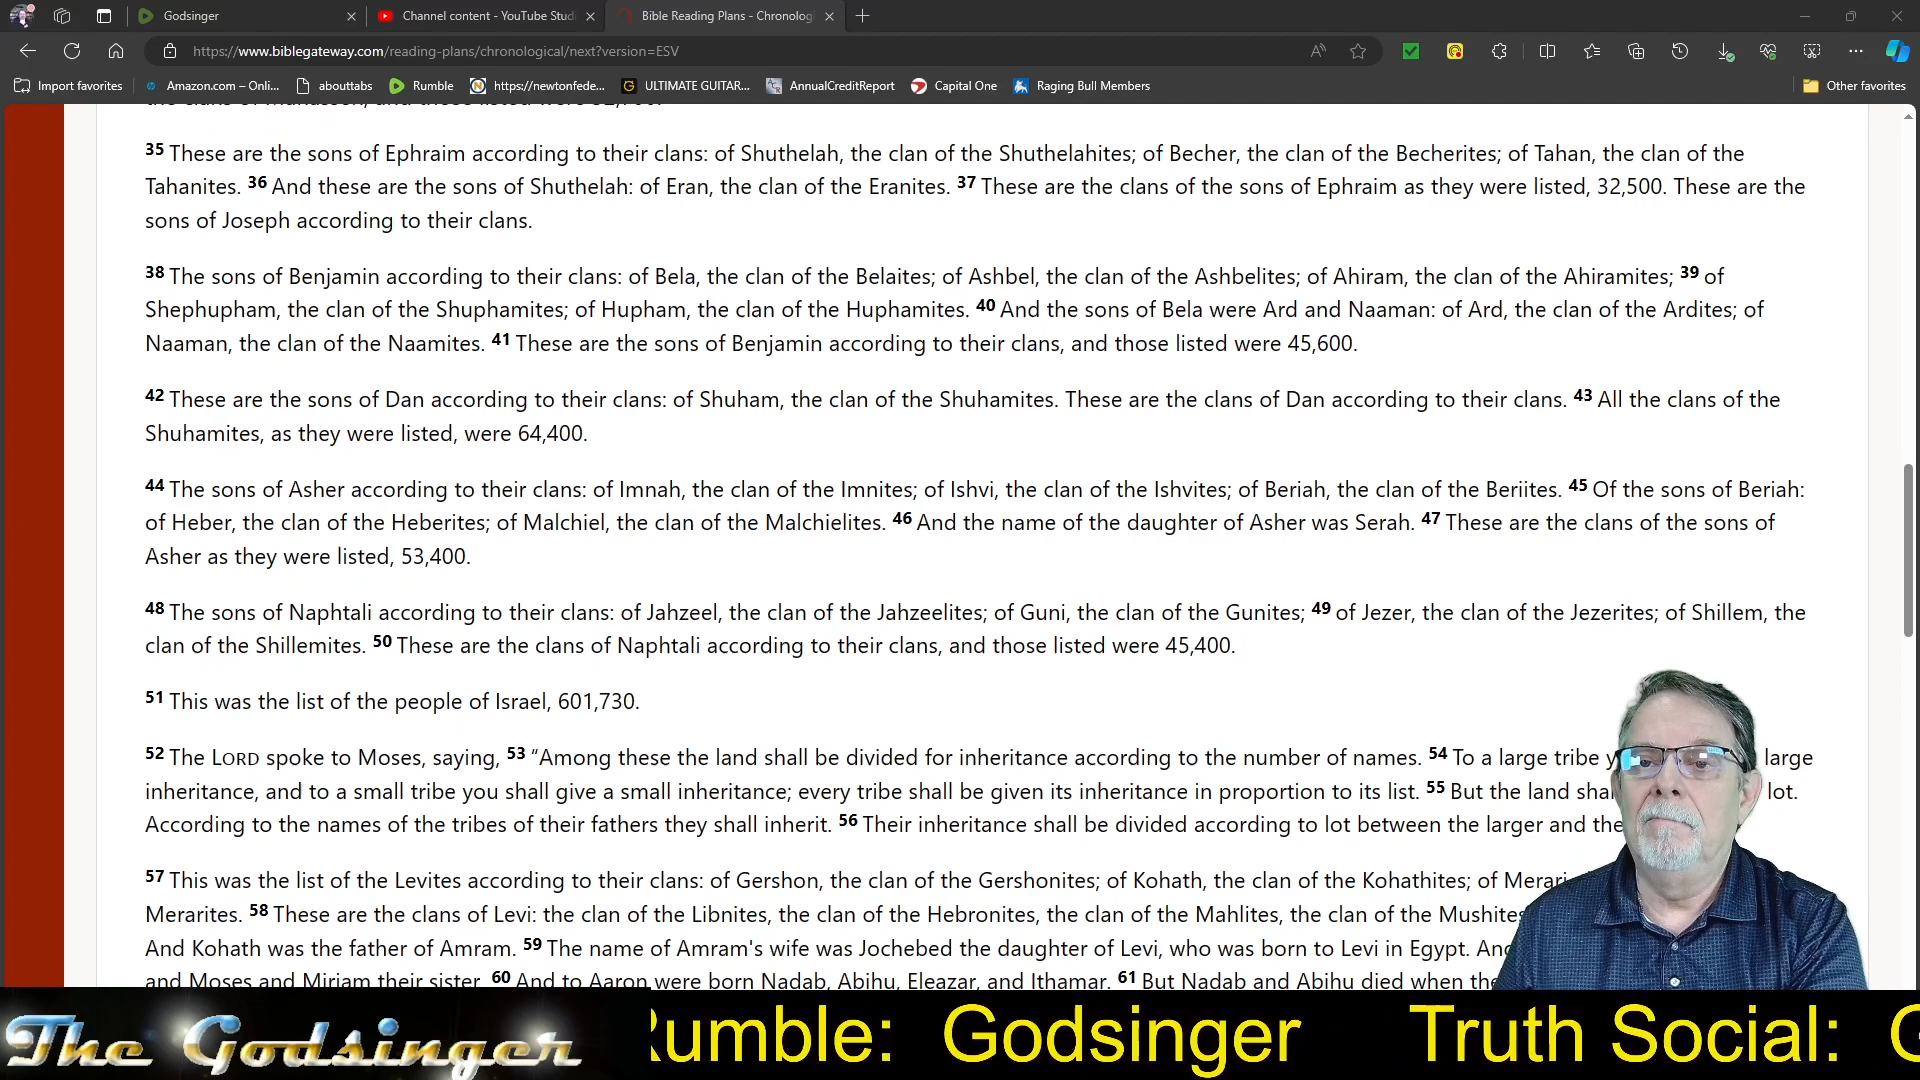 Godsinger
Channel content - YouTube Studi
Bible Reading Plans - Chronolog
https://www.biblegateway.com/reading-plans/chronological/next?version=ESV
Import favorites
Amazon.com – Onli...
abouttabs
Rumble
https://newtonfede...
ULTIMATE GUITAR...
AnnualCreditReport
Capital One
Raging Bull Members
Other favorites
35 These are the sons of Ephraim according to their clans: of Shuthelah, the clan of the Shuthelahites; of Becher, the clan of the Becherites; of Tahan, the clan of the
Tahanites. 36 And these are the sons of Shuthelah: of Eran, the clan of the Eranites. 37 These are the clans of the sons of Ephraim as they were listed, 32,500. These are the
sons of Joseph according to their clans.
38 The sons of Benjamin according to their clans: of Bela, the clan of the Belaites; of Ashbel, the clan of the Ashbelites; of Ahiram, the clan of the Ahiramites; 39 of
Shephupham, the clan of the Shuphamites; of Hupham, the clan of the Huphamites. 40 And the sons of Bela were Ard and Naaman: of Ard, the clan of the Ardites; of
Naaman, the clan of the Naamites. 41 These are the sons of Benjamin according to their clans, and those listed were 45,600.
42 These are the sons of Dan according to their clans: of Shuham, the clan of the Shuhamites. These are the clans of Dan according to their clans. 43 All the clans of the
Shuhamites, as they were listed, were 64,400.
44 The sons of Asher according to their clans: of Imnah, the clan of the Imnites; of Ishvi, the clan of the Ishvites; of Beriah, the clan of the Beriites. 45 Of the sons of Beriah:
of Heber, the clan of the Heberites; of Malchiel, the clan of the Malchielites. 46 And the name of the daughter of Asher was Serah. 47 These are the clans of the sons of
Asher as they were listed, 53,400.
48 The sons of Naphtali according to their clans: of Jahzeel, the clan of the Jahzeelites; of Guni, the clan of the Gunites; 49 of Jezer, the clan of the Jezerites; of Shillem, the
clan of the Shillemites. 50 These are the clans of Naphtali according to their clans, and those listed were 45,400.
51 This was the list of the people of Israel, 601,730.
52 The LORD spoke to Moses, saying, 53 “Among these the land shall be divided for inheritance according to the number of names. 54 To a large tribe y large
inheritance, and to a small tribe you shall give a small inheritance; every tribe shall be given its inheritance in proportion to its list. 55 But the land shal lot.
According to the names of the tribes of their fathers they shall inherit. 56 Their inheritance shall be divided according to lot between the larger and the
57 This was the list of the Levites according to their clans: of Gershon, the clan of the Gershonites; of Kohath, the clan of the Kohathites; of Merari,
Merarites. 58 These are the clans of Levi: the clan of the Libnites, the clan of the Hebronites, the clan of the Mahlites, the clan of the Mushites
And Kohath was the father of Amram. 59 The name of Amram's wife was Jochebed the daughter of Levi, who was born to Levi in Egypt. And
and Moses and Miriam their sister. 60 And to Aaron were born Nadab, Abihu, Eleazar, and Ithamar. 61 But Nadab and Abihu died when the
The Godsinger
Rumble: Godsinger Truth Social: G